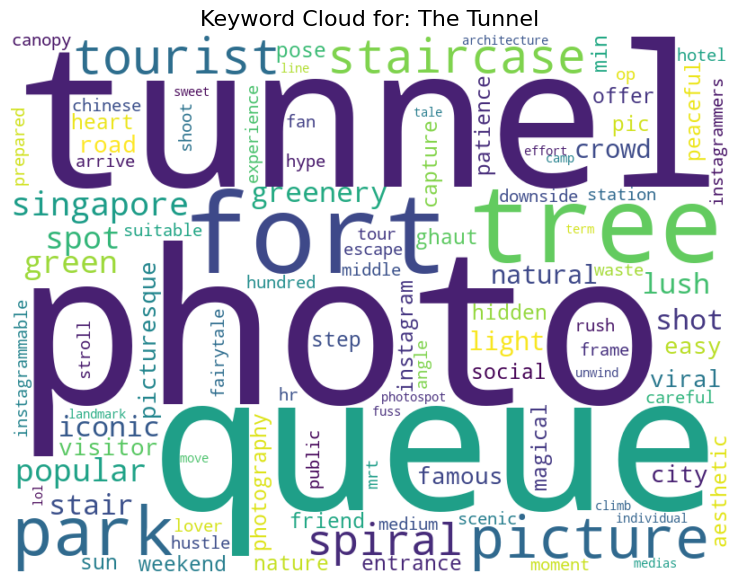 Keyword Cloud for: The Tunnel
canopy tourist pose staircase architecture min hotel
line op
sweet
tunnel
prepared chinese shoot experience fan tale capture patience offer pic peaceful instagrammers
heart road hype effort camp crowd
arrive
singapore greenery downside station
fort tree
spot suitable tour ghaut term
green escape
hundred middle natural waste lush
photo
instagrammable stroll picturesque fairytale step instagram angle hidden light rush shot
frame easy
social unwind viral
landmark hr photospot careful
iconic fuss
queue
visitor move photography public mrt magical famous city aesthetic
popular
lol stair medium scenic climb
park lover friend individual
hustle spiral picture
sun weekend nature entrance moment medias